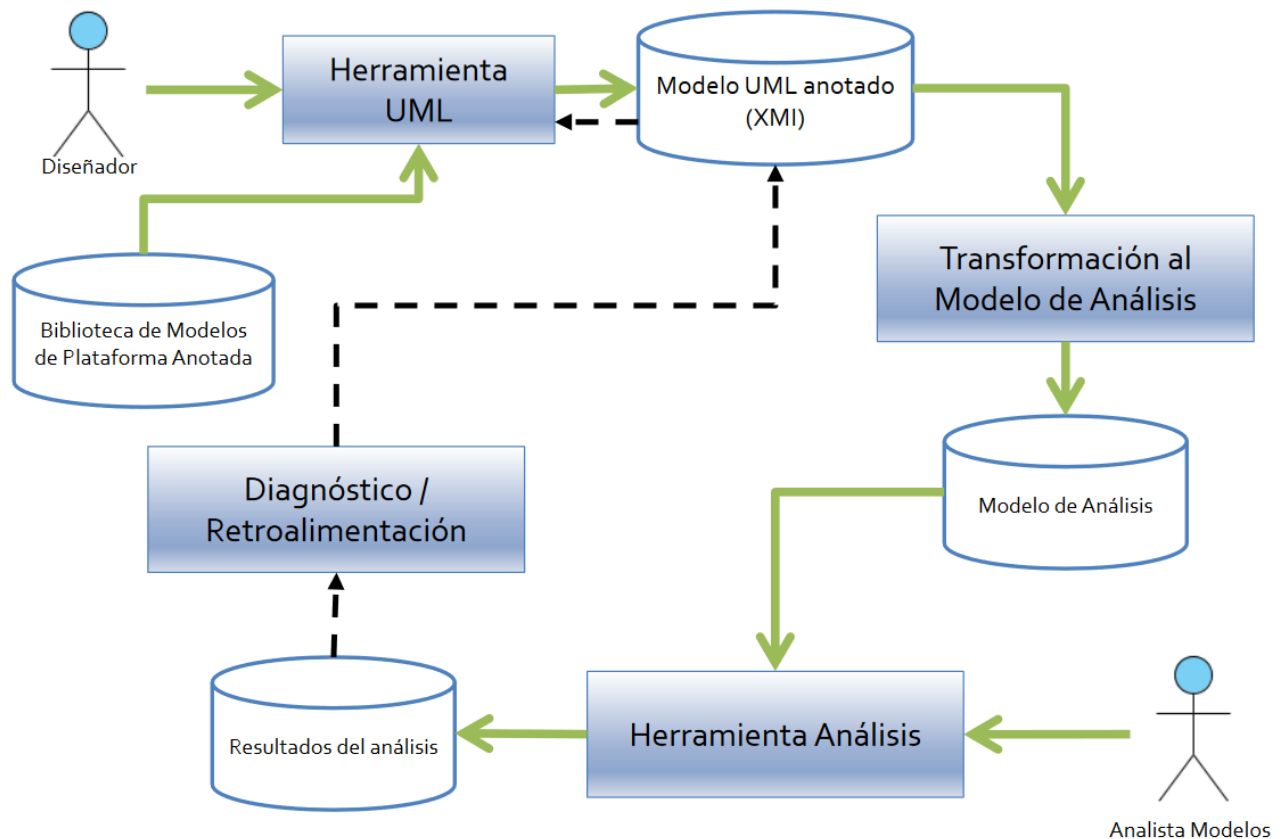 Herramienta
UML
Modelo UML anotado
(XMI)
Diseñador
Transformación al
Modelo de Análisis
Biblioteca de Modelos
de Plataforma Anotada
Diagnóstico /
Retroalimentación
Modelo de Análisis
Resultados del análisis
Herramienta Análisis
Analista Modelos